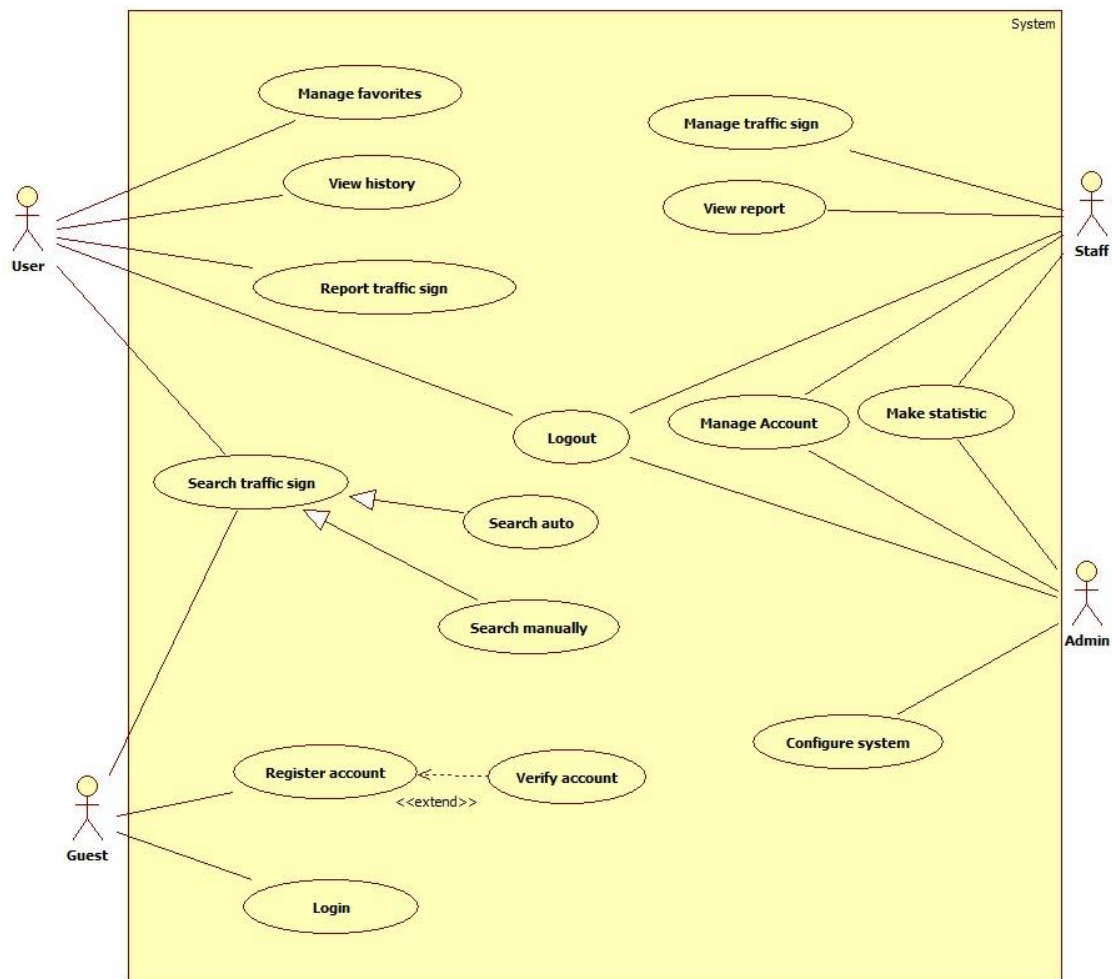 System
Manage favorites
Manage traffic sign
View history
View report
User
Staff
Report traffic sign
Make statistic
Manage Account
Logout
Search traffic sign
Search auto
Search manually
Admin
Configure system
Register account
Verify account
<<extend>>
Guest
Login